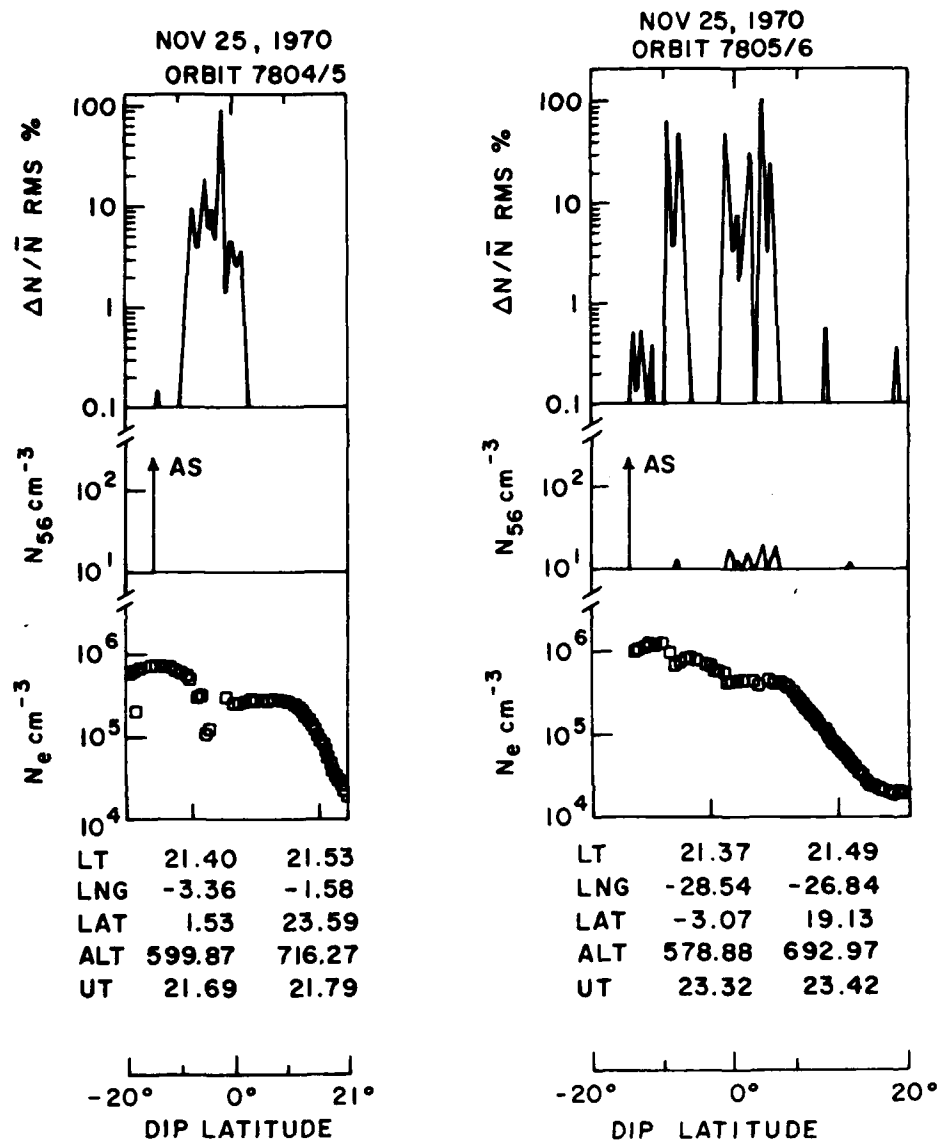 NOV 25, 1970
ORBIT 7804/5
ΔN/N̄ RMS %
100
10
1
0.1
N₅₆ cm⁻³
AS
10²
10¹
Nₑ cm⁻³
10⁶
10⁵
10⁴
LT 21.40 21.53
LNG -3.36 -1.58
LAT 1.53 23.59
ALT 599.87 716.27
UT 21.69 21.79
-20° 0° 21°
DIP LATITUDE
NOV 25, 1970
ORBIT 7805/6
ΔN/N̄ RMS %
100
10
1
0.1
N₅₆ cm⁻³
AS
10²
10¹
Nₑ cm⁻³
10⁶
10⁵
10⁴
LT 21.37 21.49
LNG -28.54 -26.84
LAT -3.07 19.13
ALT 578.88 692.97
UT 23.32 23.42
-20° 0° 20°
DIP LATITUDE